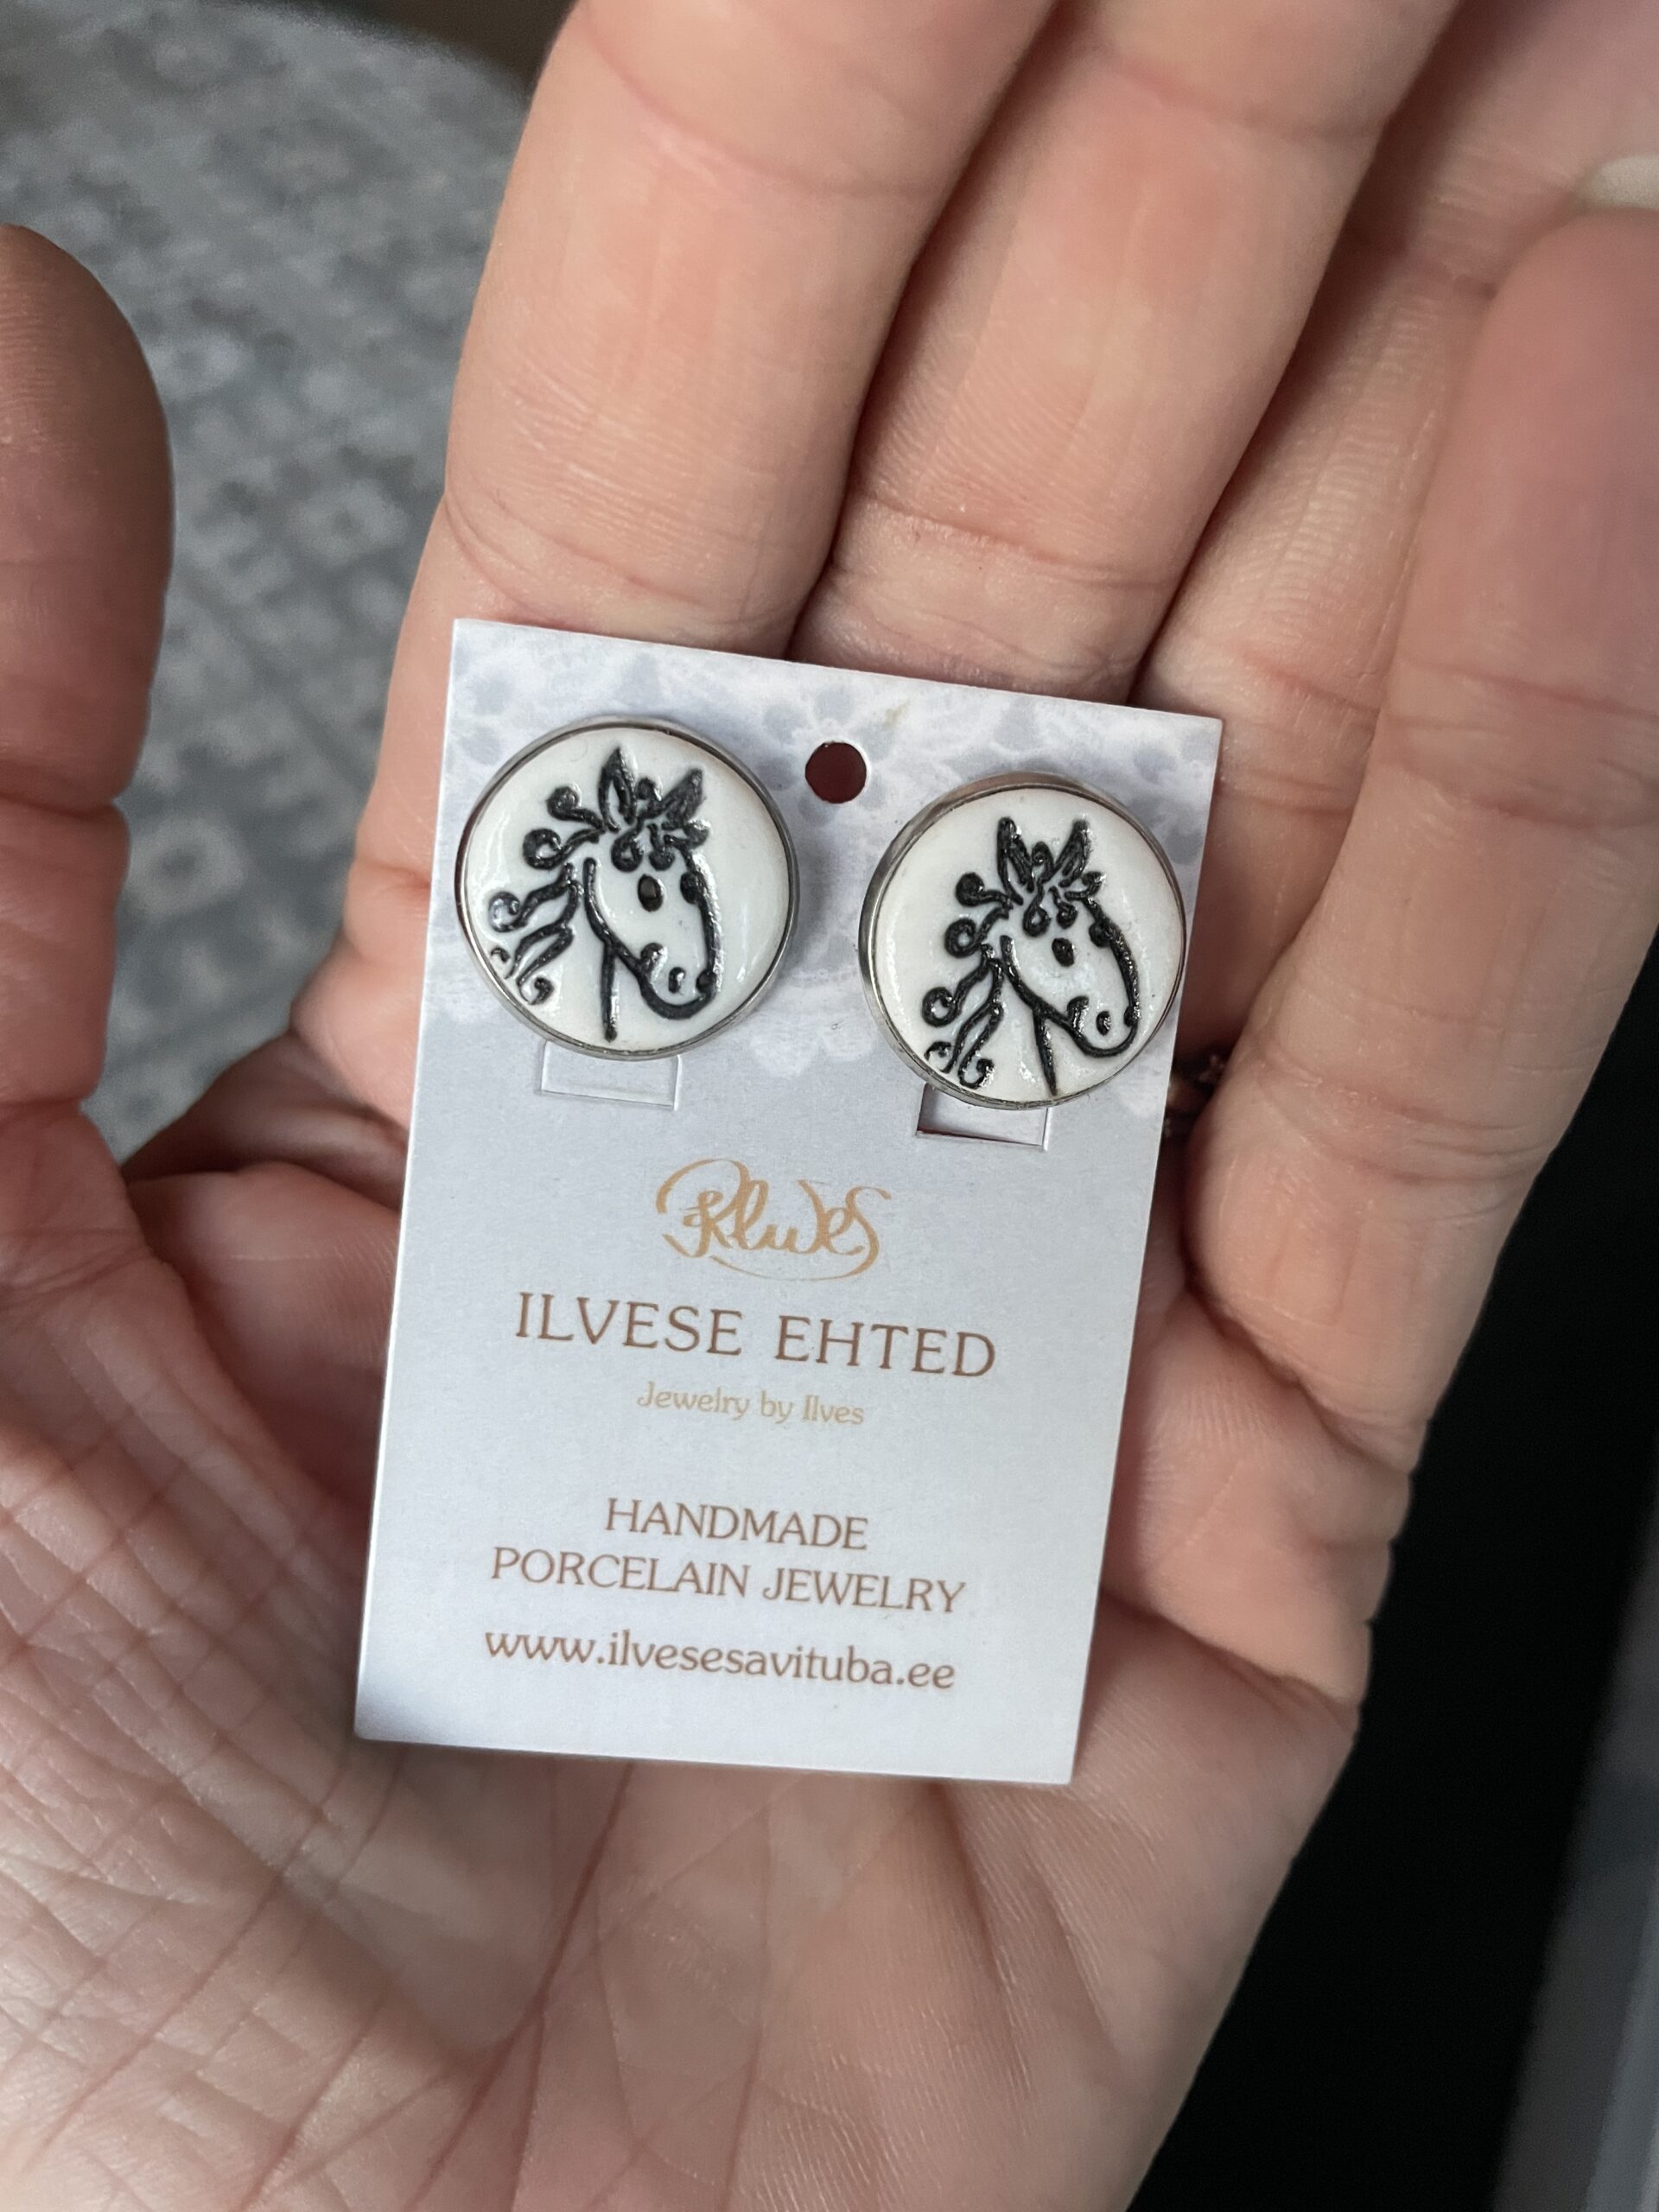 ILVESE EHTED
Jewelry by Ilves
HANDMADE
PORCELAIN JEWELRY
www.ilvesesavituba.ee